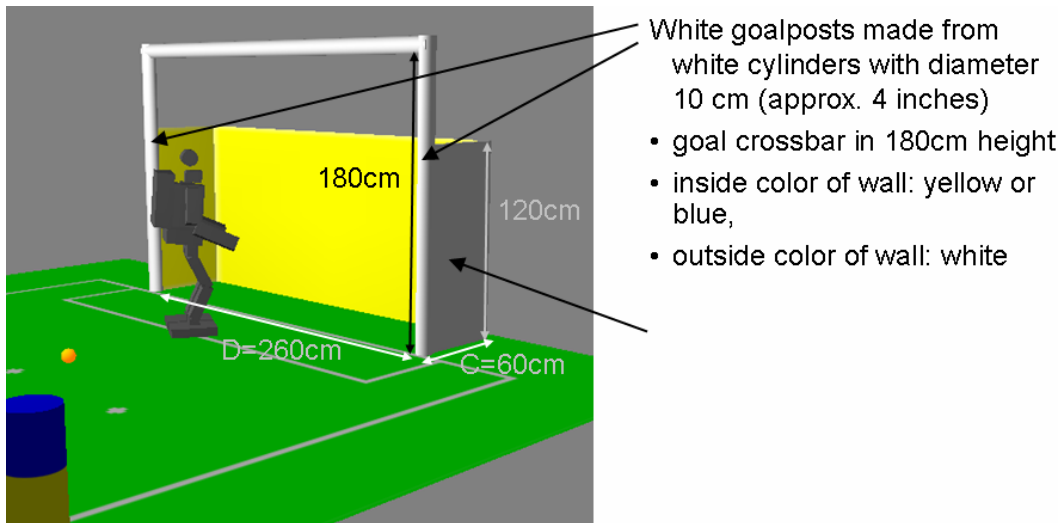 White goalposts made from
white cylinders with diameter
10 cm (approx. 4 inches)
• goal crossbar in 180cm height
• inside color of wall: yellow or
blue,
• outside color of wall: white
180cm
120cm
D=260cm
C=60cm